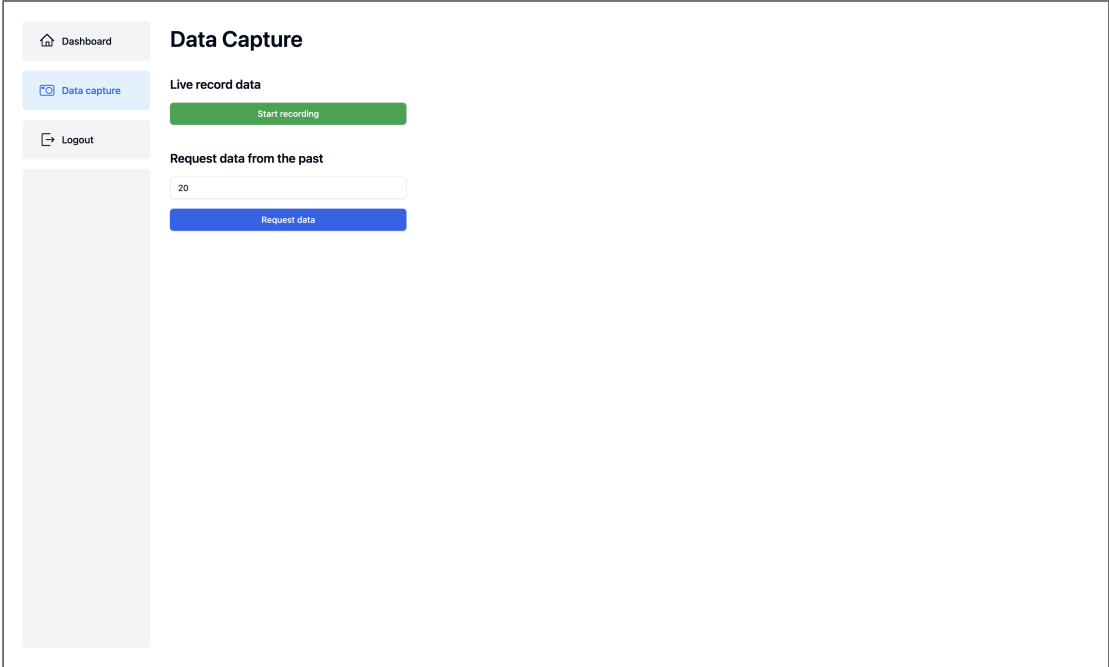 Dashboard
Data capture
Logout
Data Capture
Live record data
Start recording
Request data from the past
20
Request data